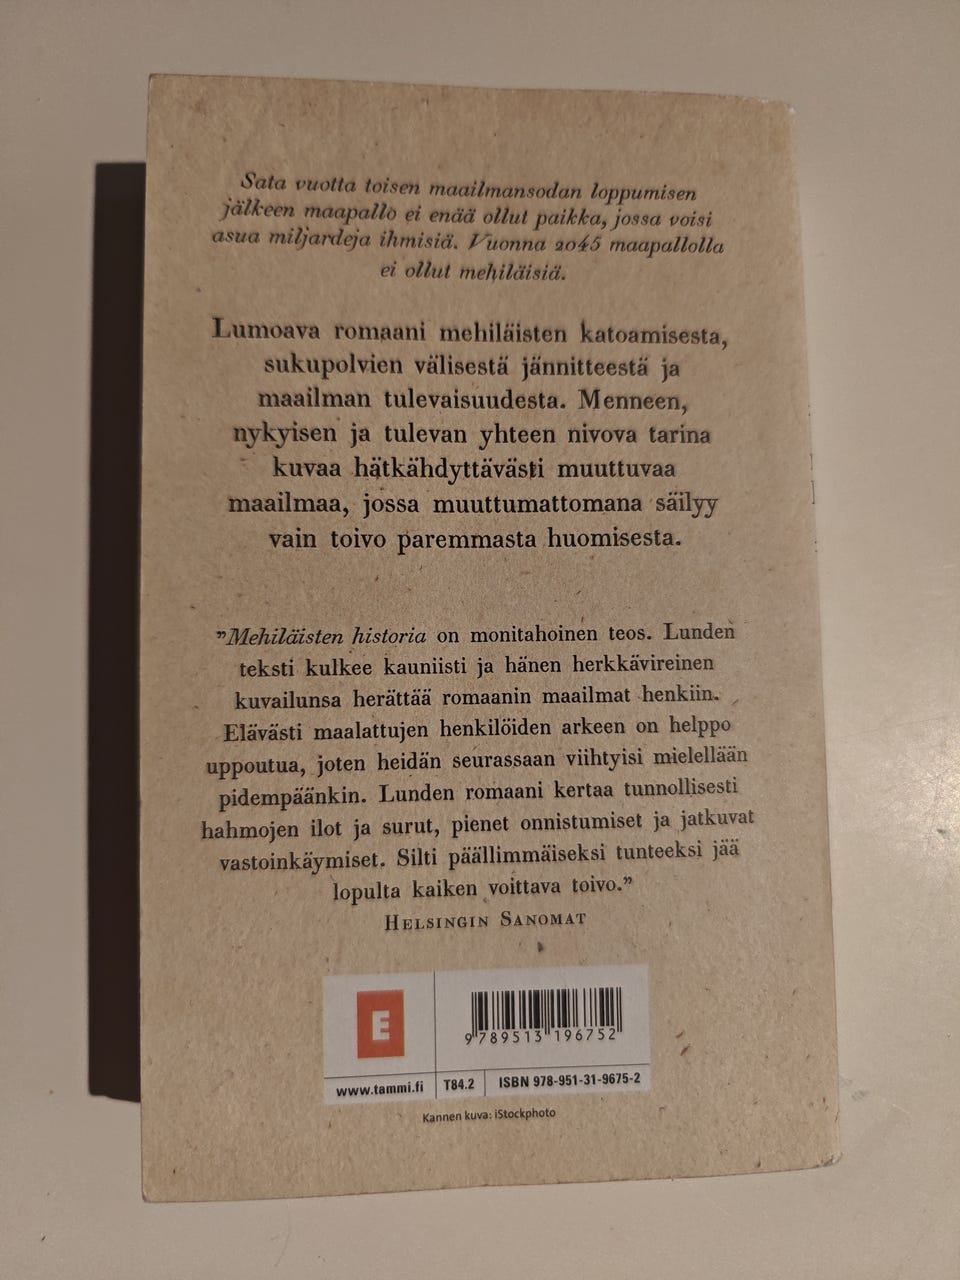 Sata vuotta toisen maailmansodan loppumisen
jälkeen maapallo ei enää ollut paikka, jossa voisi
asua miljardeja ihmisiä. Vuonna 2045 maapallolla
ei ollut mehiläisiä.
Lumoava romaani mehiläisten katoamisesta,
sukupolvien välisestä jännitteestä ja
maailman tulevaisuudesta. Menneen,
nykyisen ja tulevan yhteen nivova tarina
kuvaa hätkähdyttävästi muuttuvaa
maailmaa, jossa muuttumattomana säilyy
vain toivo paremmasta huomisesta.
”Mehiläisten historia on monitahoinen teos. Lunden
teksti kulkee kauniisti ja hänen herkkävireinen
kuvailunsa herättää romaanin maailmat henkiin.
Elävästi maalattujen henkilöiden arkeen on helppo
uppoutua, joten heidän seurassaan viihtyisi mielellään
pidempäänkin. Lunden romaani kertaa tunnollisesti
hahmojen ilot ja surut, pienet onnistumiset ja jatkuvat
vastoinkäymiset. Silti päällimmäiseksi tunteeksi jää
lopulta kaiken voittava toivo.”
Helsingin Sanomat
E
9 789513 196752
www.tammi.fi
T84.2
ISBN 978-951-31-9675-2
Kannen kuva: iStockphoto